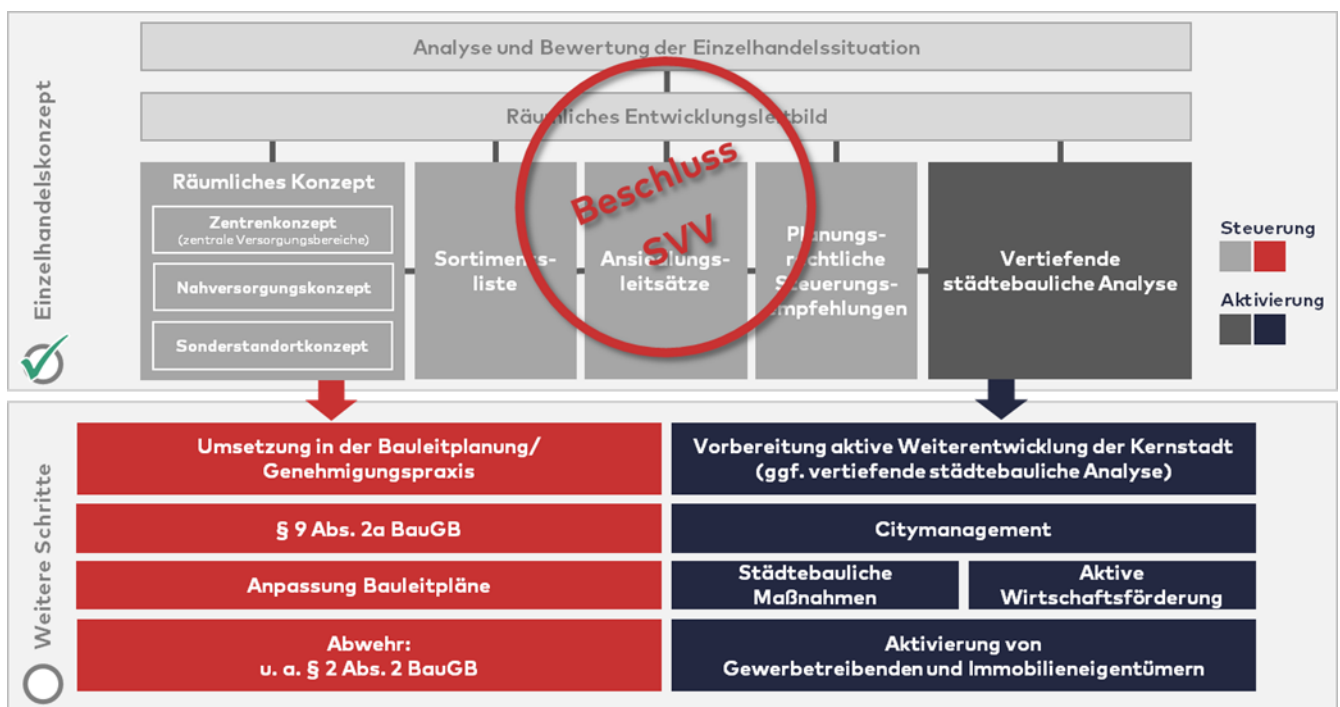 Einzelhandelskonzept
Analyse und Bewertung der Einzelhandelssituation
Räumliches Entwicklungsleitbild
Räumliches Konzept
Zentrenkonzept
(zentrale Versorgungsbereiche)
Nahversorgungskonzept
Sonderstandortkonzept
Sortiments-
liste
Ansiedlungs-
leitsätze
Planungs-
rechtliche
Steuerungs-
empfehlungen
Vertiefende
städtebauliche Analyse
Beschluss
SVV
Steuerung
Aktivierung
Weitere Schritte
Umsetzung in der Bauleitplanung/
Genehmigungspraxis
§ 9 Abs. 2a BauGB
Anpassung Bauleitpläne
Abwehr:
u. a. § 2 Abs. 2 BauGB
Vorbereitung aktive Weiterentwicklung der Kernstadt
(ggf. vertiefende städtebauliche Analyse)
Citymanagement
Städtebauliche
Maßnahmen
Aktive
Wirtschaftsförderung
Aktivierung von
Gewerbetreibenden und Immobilieneigentümern